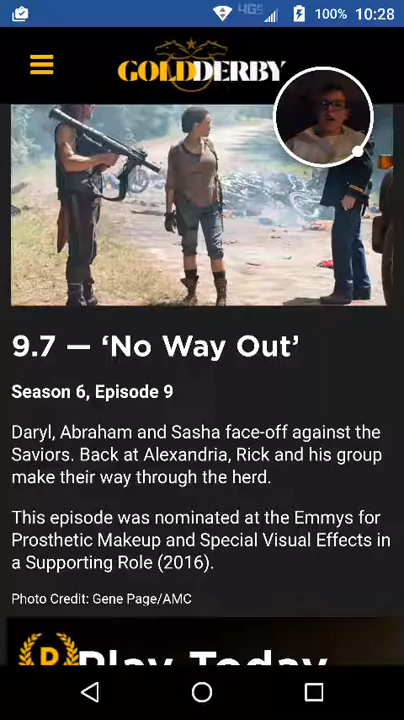 4GS 100% 10:28
GOLDDERBY
9.7 — ‘No Way Out’
Season 6, Episode 9
Daryl, Abraham and Sasha face-off against the
Saviors. Back at Alexandria, Rick and his group
make their way through the herd.
This episode was nominated at the Emmys for
Prosthetic Makeup and Special Visual Effects in
a Supporting Role (2016).
Photo Credit: Gene Page/AMC
D Play Today